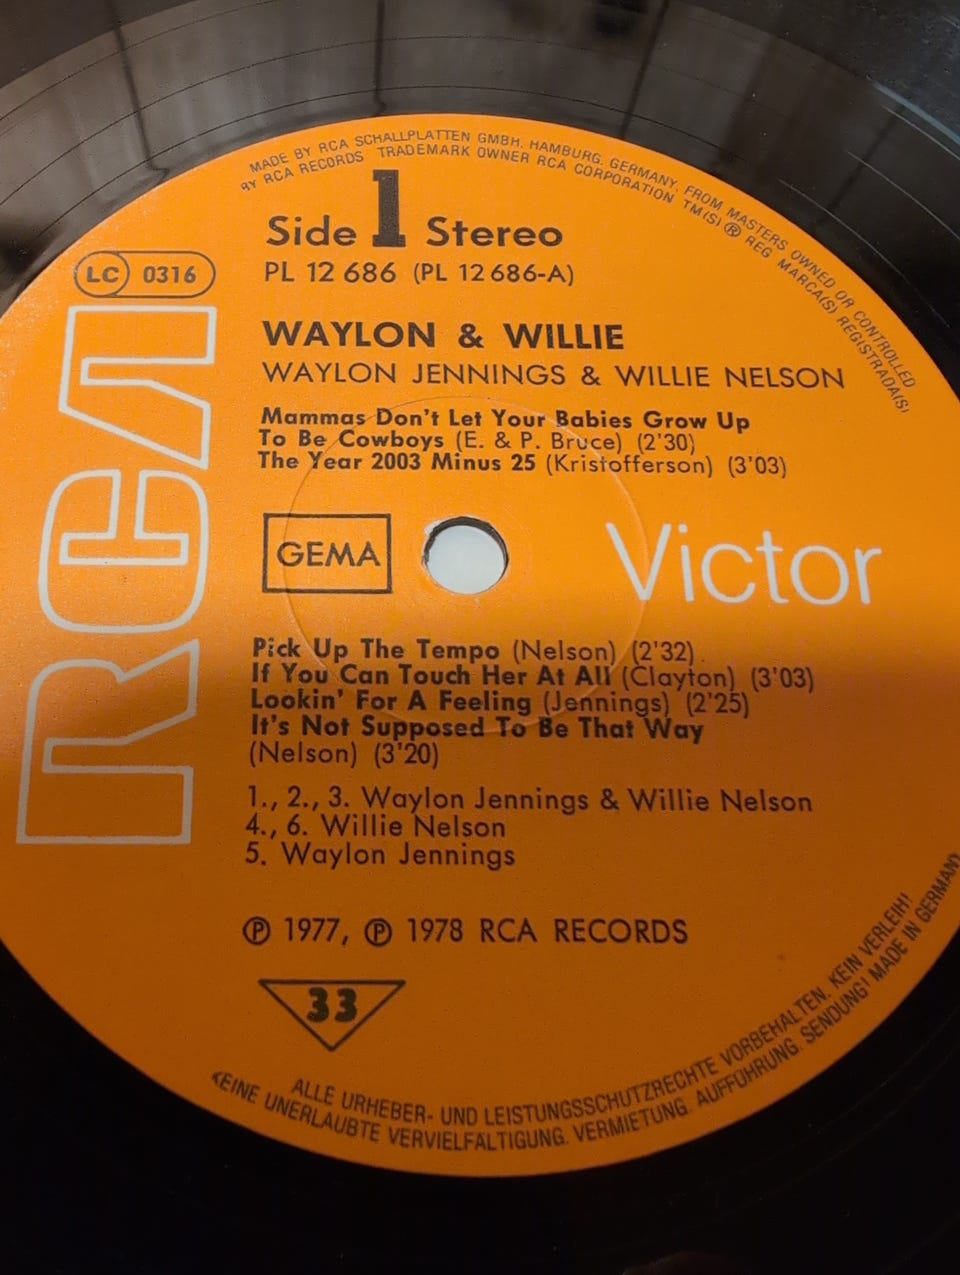 MADE BY RCA SCHALLPLATTEN GMBH, HAMBURG, GERMANY, FROM MASTERS OWNED OR CONTROLLED
BY RCA RECORDS TRADEMARK OWNER RCA CORPORATION TM(S) ® REG MARCA(S) REGISTRADA(S)
Side 1 Stereo
PL 12 686 (PL 12 686-A)
LC 0316
WAYLON & WILLIE
WAYLON JENNINGS & WILLIE NELSON
Mammas Don't Let Your Babies Grow Up
To Be Cowboys (E. & P. Bruce) (2'30)
The Year 2003 Minus 25 (Kristofferson) (3'03)
RCA
GEMA
Victor
Pick Up The Tempo (Nelson) (2'32)
If You Can Touch Her At All (Clayton) (3'03)
Lookin' For A Feeling (Jennings) (2'25)
It's Not Supposed To Be That Way
(Nelson) (3'20)
1., 2., 3. Waylon Jennings & Willie Nelson
4., 6. Willie Nelson
5. Waylon Jennings
℗ 1977, ℗ 1978 RCA RECORDS
33
ALLE URHEBER- UND LEISTUNGSSCHUTZRECHTE VORBEHALTEN. KEIN VERLEIH!
KEINE UNERLAUBTE VERVIELFÄLTIGUNG. VERMIETUNG. AUFFÜHRUNG. SENDUNG! MADE IN GERMANY